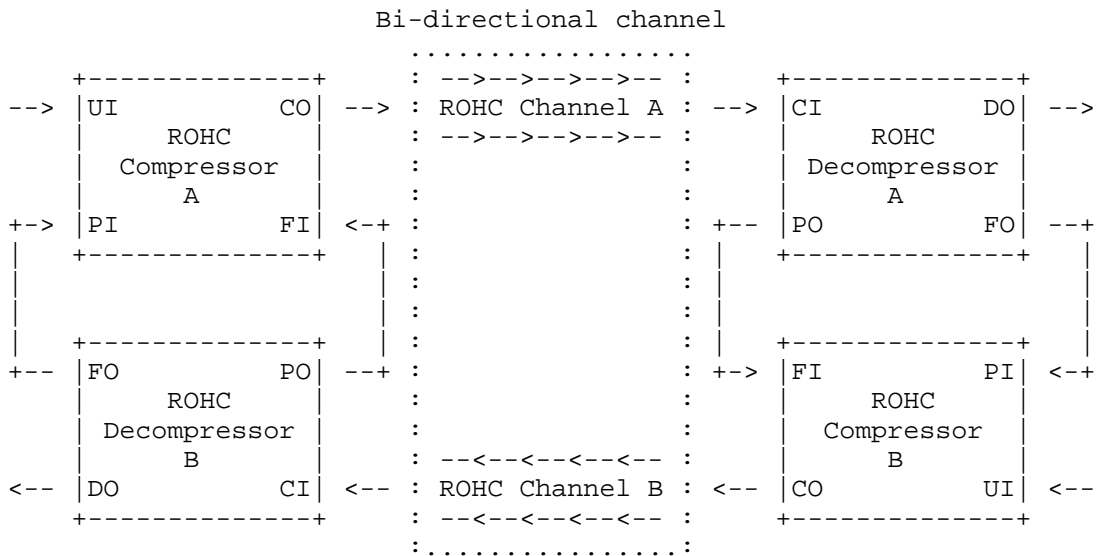 Bi-directional channel
.................
+--------------+ : -->-->-->-->-- : +--------------+
--> |UI CO| --> : ROHC Channel A : --> |CI DO| -->
| ROHC | : -->-->-->-->-- : | ROHC |
| Compressor | : : | Decompressor |
| A | : : | A |
+-> |PI FI| <-+ : : +-- |PO FO| --+
| +--------------+ | : : | +--------------+ |
| | : : | |
| | : : | |
| +--------------+ | : : | +--------------+ |
+-- |FO PO| --+ : : +-> |FI PI| <-+
| ROHC | : : | ROHC |
| Decompressor | : : | Compressor |
| B | : --<--<--<--<-- : | B |
<-- |DO CI| <-- : ROHC Channel B : <-- |CO UI| <--
+--------------+ : --<--<--<--<-- : +--------------+
:................: